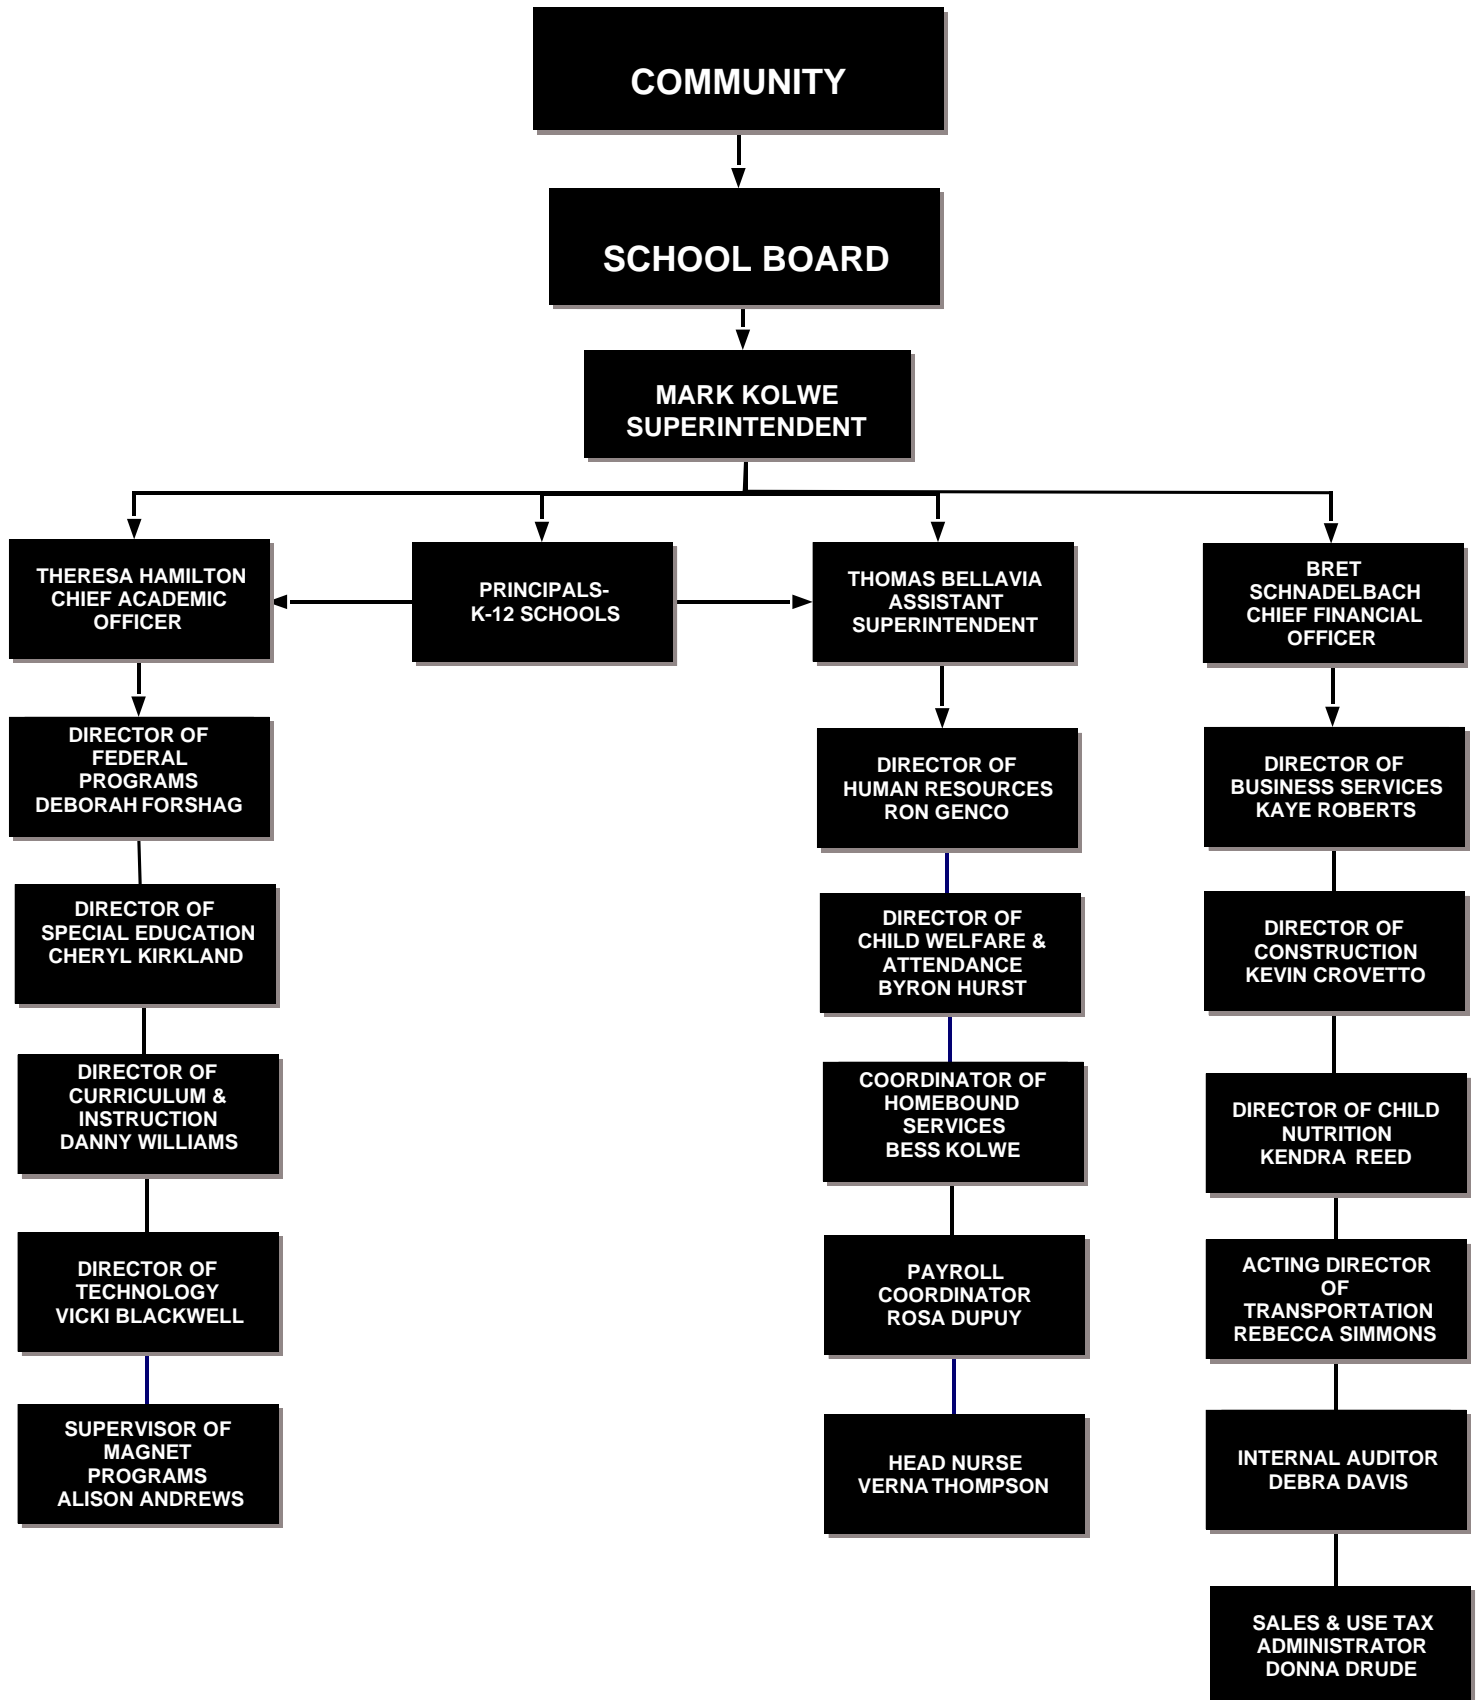 COMMUNITY
SCHOOL BOARD
MARK KOLWE
SUPERINTENDENT
THERESA HAMILTON
CHIEF ACADEMIC
OFFICER
PRINCIPALS-
K-12 SCHOOLS
THOMAS BELLAVIA
ASSISTANT
SUPERINTENDENT
BRET
SCHNADELBACH
CHIEF FINANCIAL
OFFICER
DIRECTOR OF
FEDERAL
PROGRAMS
DEBORAH FORSHAG
DIRECTOR OF
HUMAN RESOURCES
RON GENCO
DIRECTOR OF
BUSINESS SERVICES
KAYE ROBERTS
DIRECTOR OF
SPECIAL EDUCATION
CHERYL KIRKLAND
DIRECTOR OF
CHILD WELFARE &
ATTENDANCE
BYRON HURST
DIRECTOR OF
CONSTRUCTION
KEVIN CROVETTO
DIRECTOR OF
CURRICULUM &
INSTRUCTION
DANNY WILLIAMS
COORDINATOR OF
HOMEBOUND
SERVICES
BESS KOLWE
DIRECTOR OF CHILD
NUTRITION
KENDRA REED
DIRECTOR OF
TECHNOLOGY
VICKI BLACKWELL
PAYROLL
COORDINATOR
ROSA DUPUY
ACTING DIRECTOR
OF
TRANSPORTATION
REBECCA SIMMONS
SUPERVISOR OF
MAGNET
PROGRAMS
ALISON ANDREWS
HEAD NURSE
VERNA THOMPSON
INTERNAL AUDITOR
DEBRA DAVIS
SALES & USE TAX
ADMINISTRATOR
DONNA DRUDE